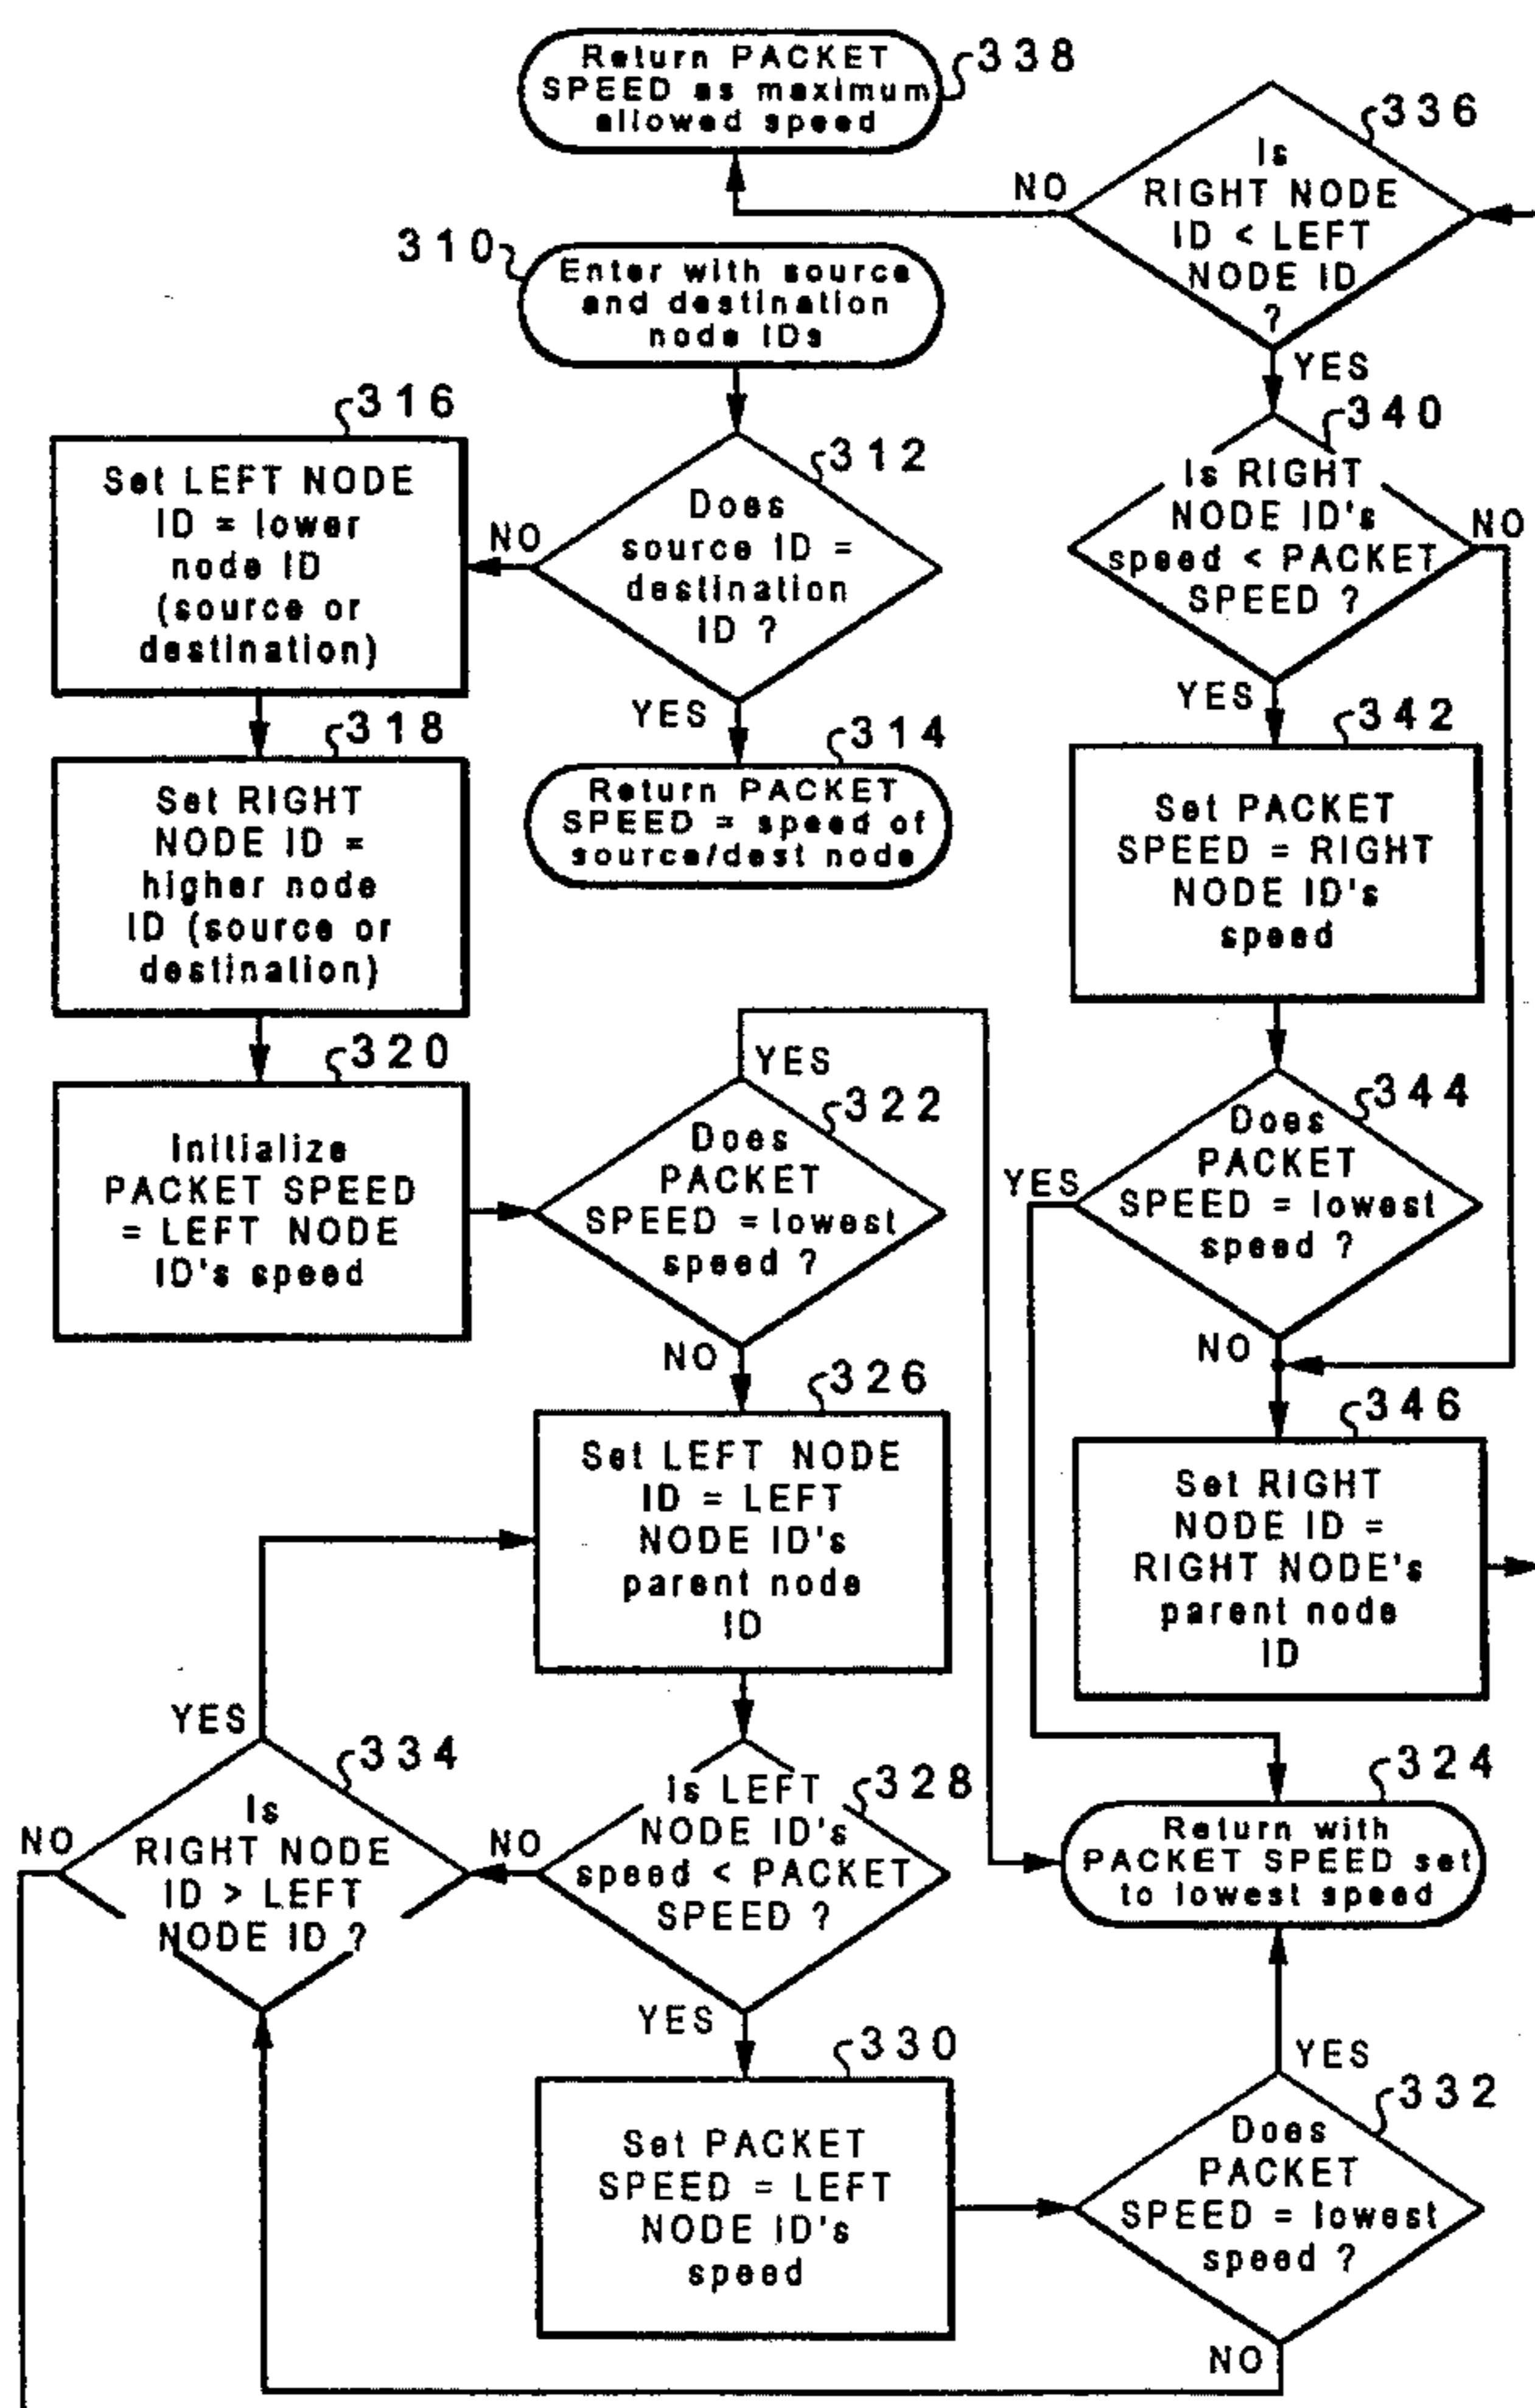 Return PACKET
SPEED as maximum
allowed speed
338
336
Is
RIGHT NODE
ID < LEFT
NODE ID
?
NO
YES
310
Enter with source
and destination
node IDs
316
Set LEFT NODE
ID = lower
node ID
(source or
destination)
312
Does
source ID =
destination
ID ?
NO
YES
340
Is RIGHT
NODE ID's
speed < PACKET
SPEED ?
NO
YES
318
Set RIGHT
NODE ID =
higher node
ID (source or
destination)
314
Return PACKET
SPEED = speed of
source/dest node
342
Set PACKET
SPEED = RIGHT
NODE ID's
speed
320
Initialize
PACKET SPEED
= LEFT NODE
ID's speed
YES
322
Does
PACKET
SPEED = lowest
speed ?
NO
344
Does
PACKET
SPEED = lowest
speed ?
YES
NO
326
Set LEFT NODE
ID = LEFT
NODE ID's
parent node
ID
346
Set RIGHT
NODE ID =
RIGHT NODE's
parent node
ID
YES
334
Is
RIGHT NODE
ID > LEFT
NODE ID ?
NO
328
Is LEFT
NODE ID's
speed < PACKET
SPEED ?
NO
YES
324
Return with
PACKET SPEED set
to lowest speed
330
Set PACKET
SPEED = LEFT
NODE ID's
speed
YES
332
Does
PACKET
SPEED = lowest
speed ?
NO